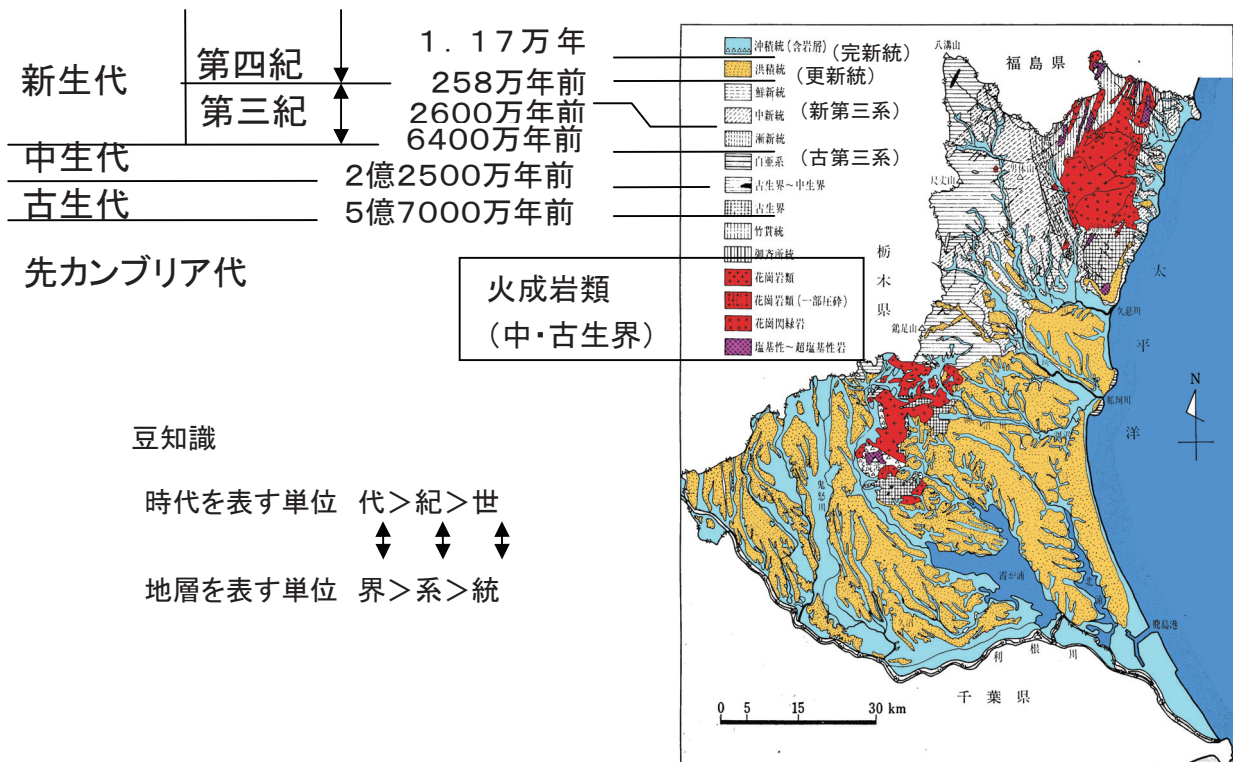 新生代
第四紀
第三紀
中生代
古生代
先カンブリア代
1.17万年
258万年前
2600万年前
6400万年前
2億2500万年前
5億7000万年前
火成岩類
(中・古生界)
豆知識
時代を表す単位 代>紀>世
地層を表す単位 界>系>統
沖積統(含岩層)
(完新統)
洪積統
(更新統)
鮮新統
中新統
(新第三系)
漸新統
白亜系
(古第三系)
古生界~中生界
古生界
竹貫統
御斉所統
花崗岩類
花崗岩類(一部圧砕)
花崗閃緑岩
塩基性~超塩基性岩
八溝山
福島県
男体山
尺丈山
栃木県
鶏足山
久慈川
那珂川
太平洋
N
鬼怒川
霞が浦
北浦
鹿島港
利根川
千葉県
0 5 15 30 km